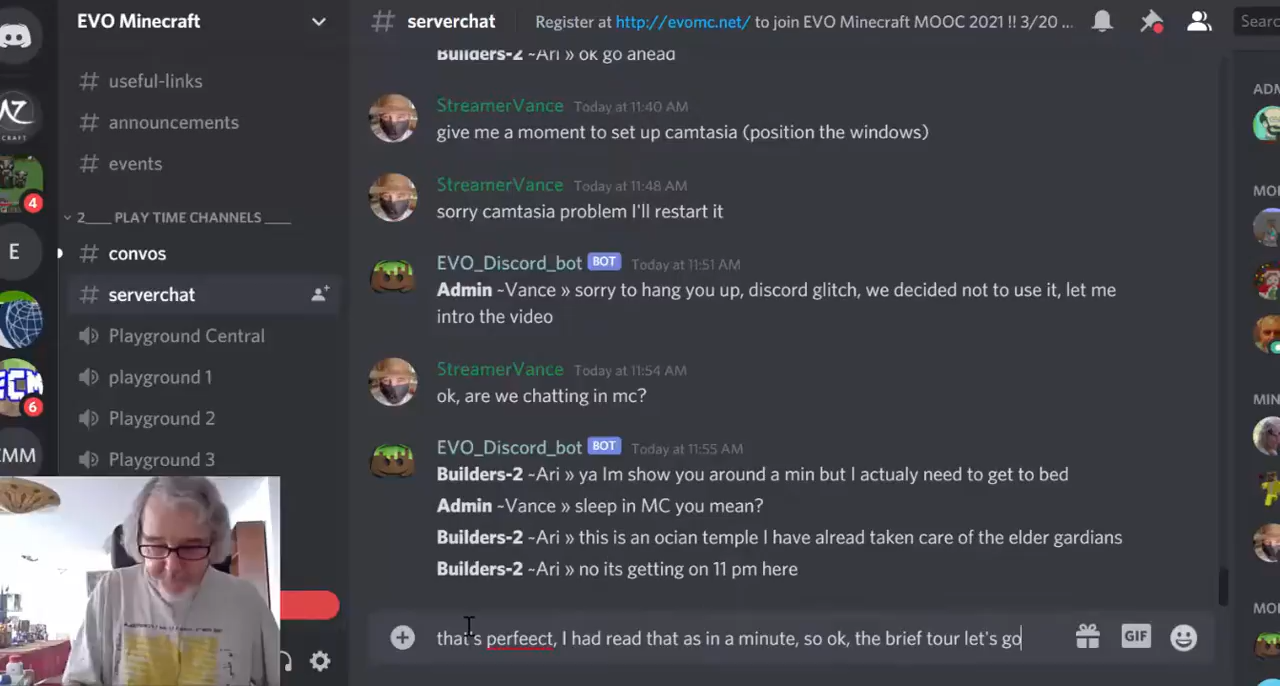 EVO Minecraft
# serverchat
Register at http://evomc.net/ to join EVO Minecraft MOOC 2021 !! 3/20 ...
Sear
# useful-links
# announcements
# events
2___ PLAY TIME CHANNELS ____
# convos
# serverchat
Playground Central
playground 1
Playground 2
Playground 3
AZ
CRAFT
4
E
ECM
6
EMM
Builders-2 ~Ari » ok go ahead
StreamerVance Today at 11:40 AM
give me a moment to set up camtasia (position the windows)
StreamerVance Today at 11:48 AM
sorry camtasia problem I'll restart it
EVO_Discord_bot BOT Today at 11:51 AM
Admin ~Vance » sorry to hang you up, discord glitch, we decided not to use it, let me
intro the video
StreamerVance Today at 11:54 AM
ok, are we chatting in mc?
EVO_Discord_bot BOT Today at 11:55 AM
Builders-2 ~Ari » ya Im show you around a min but I actualy need to get to bed
Admin ~Vance » sleep in MC you mean?
Builders-2 ~Ari » this is an ocian temple I have alread taken care of the elder gardians
Builders-2 ~Ari » no its getting on 11 pm here
that's perfeect, I had read that as in a minute, so ok, the brief tour let's go
GIF
ADM
MOD
MIN
MOD